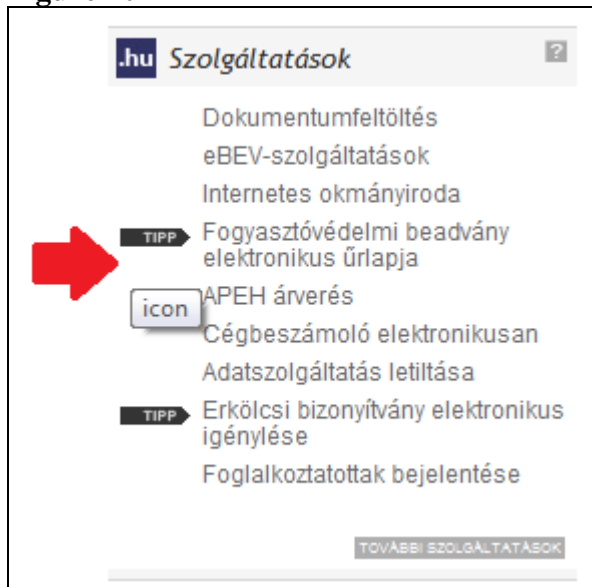 .hu Szolgáltatások ?
Dokumentumfeltöltés
eBEV-szolgáltatások
Internetes okmányiroda
TIPP Fogyasztóvédelmi beadvány
elektronikus űrlapja
icon
APEH árverés
Cégbeszámoló elektronikusan
Adatszolgáltatás letiltása
TIPP Erkölcsi bizonyítvány elektronikus
igénylése
Foglalkoztatottak bejelentése
TOVÁBBI SZOLGÁLTATÁSOK